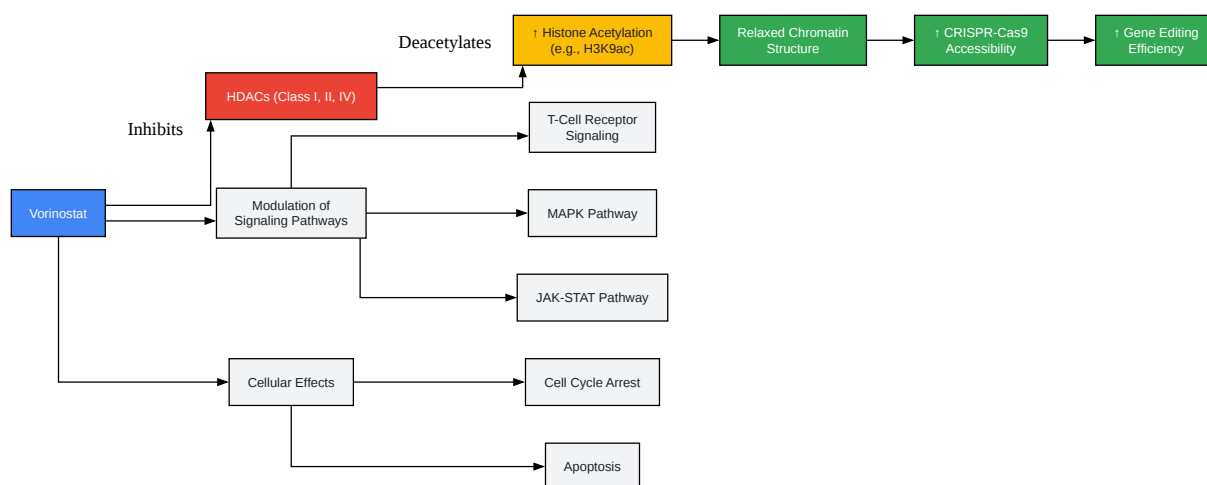 Deacetylates
↑ Histone Acetylation
(e.g., H3K9ac)
Relaxed Chromatin
Structure
↑ CRISPR-Cas9
Accessibility
↑ Gene Editing
Efficiency
HDACs (Class I, II, IV)
Inhibits
T-Cell Receptor
Signaling
Vorinostat
Modulation of
Signaling Pathways
MAPK Pathway
JAK-STAT Pathway
Cellular Effects
Cell Cycle Arrest
Apoptosis